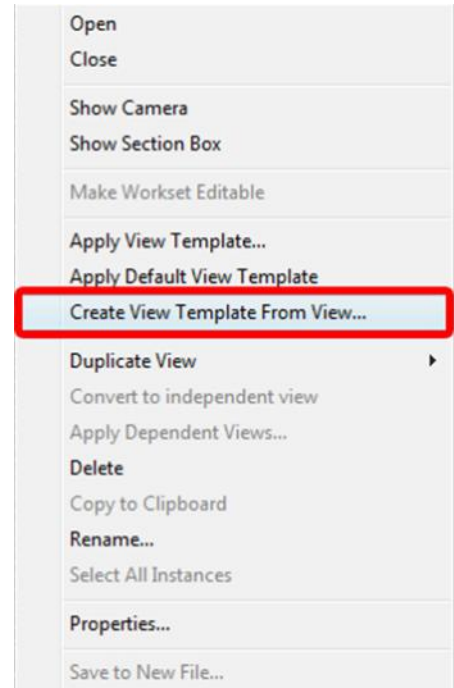 Open
Close
Show Camera
Show Section Box
Make Workset Editable
Apply View Template...
Apply Default View Template
Create View Template From View...
Duplicate View
Convert to independent view
Apply Dependent Views...
Delete
Copy to Clipboard
Rename...
Select All Instances
Properties...
Save to New File...